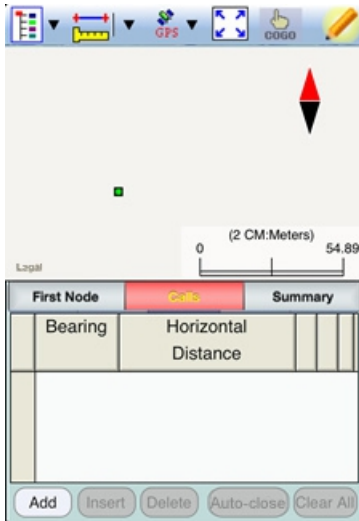 GPS
COGO
(2 CM:Meters)
0 54.89
Legal
First Node Calls Summary
Bearing Horizontal
Distance
Add Insert Delete Auto-close Clear All